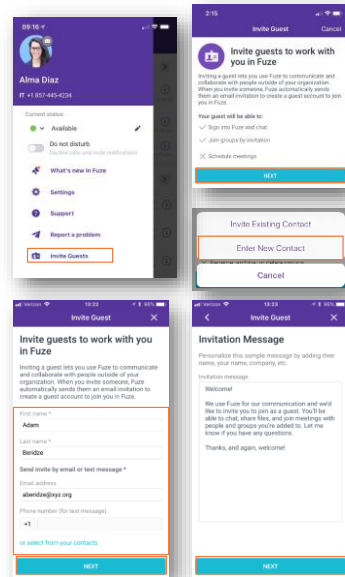 09:16
Alma Diaz
IT +1 857-445-4234
Current status
Available
Do not disturb
Decline calls and mute notifications
What's new in Fuze
Settings
Support
Report a problem
Invite Guests
2:15
Invite Guest Cancel
Invite guests to work with
you in Fuze
Inviting a guest lets you use Fuze to communicate and
collaborate with people outside of your organization.
When you invite someone, Fuze automatically sends
them an email invitation to create a guest account to join
you in Fuze.
Your guest will be able to:
Sign into Fuze and chat
Join groups by invitation
Schedule meetings
NEXT
Invite Existing Contact
Enter New Contact
Cancel
Verizon 13:22
Invite Guest
Invite guests to work with you
in Fuze
Inviting a guest lets you use Fuze to communicate
and collaborate with people outside of your
organization. When you invite someone, Fuze
automatically sends them an email invitation to
create a guest account to join you in Fuze.
First name *
Adam
Last name *
Beridze
Send invite by email or text message *
Email address
aberidze@xyz.org
Phone number (for text message)
+1
or select from your contacts
NEXT
Verizon 13:23
Invite Guest
Invitation Message
Personalize this sample message by adding their
name, your name, company, etc.
Invitation message
Welcome!
We use Fuze for our communication and we'd
like to invite you to join as a guest. You'll be
able to chat, share files, and join meetings with
people and groups you're added to. Let me
know if you have any questions.
Thanks, and again, welcome!
NEXT